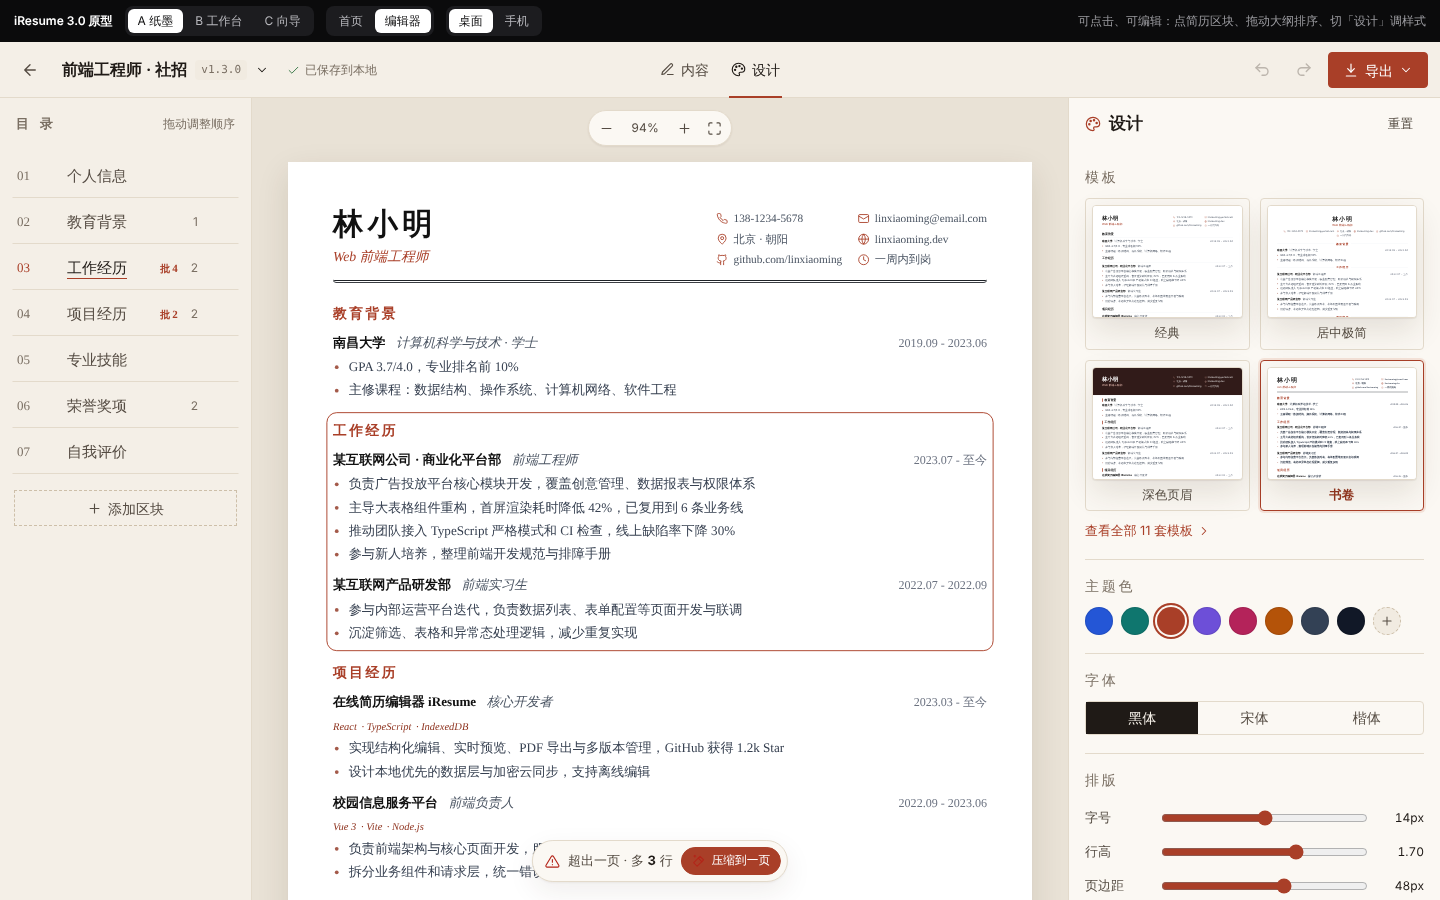 iResume 3.0 原型 A 纸墨 B 工作台 C 向导 首页 编辑器 桌面 手机 可点击、可编辑：点简历区块、拖动大纲排序、切「设计」调样式
前端工程师 · 社招 v1.3.0 已保存到本地 内容 设计 导出
目 录 拖动调整顺序
01 个人信息
02 教育背景 1
03 工作经历 批 4 2
04 项目经历 批 2 2
05 专业技能
06 荣誉奖项 2
07 自我评价
添加区块
94%
林小明
Web 前端工程师
138-1234-5678 linxiaoming@email.com
北京 · 朝阳 linxiaoming.dev
github.com/linxiaoming 一周内到岗
教育背景
南昌大学 计算机科学与技术 · 学士 2019.09 - 2023.06
• GPA 3.7/4.0，专业排名前 10%
• 主修课程：数据结构、操作系统、计算机网络、软件工程
工作经历
某互联网公司 · 商业化平台部 前端工程师 2023.07 - 至今
• 负责广告投放平台核心模块开发，覆盖创意管理、数据报表与权限体系
• 主导大表格组件重构，首屏渲染耗时降低 42%，已复用到 6 条业务线
• 推动团队接入 TypeScript 严格模式和 CI 检查，线上缺陷率下降 30%
• 参与新人培养，整理前端开发规范与排障手册
某互联网产品研发部 前端实习生 2022.07 - 2022.09
• 参与内部运营平台迭代，负责数据列表、表单配置等页面开发与联调
• 沉淀筛选、表格和异常态处理逻辑，减少重复实现
项目经历
在线简历编辑器 iResume 核心开发者 2023.03 - 至今
React · TypeScript · IndexedDB
• 实现结构化编辑、实时预览、PDF 导出与多版本管理，GitHub 获得 1.2k Star
• 设计本地优先的数据层与加密云同步，支持离线编辑
校园信息服务平台 前端负责人 2022.09 - 2023.06
Vue 3 · Vite · Node.js
• 负责前端架构与核心页面开发，
• 拆分业务组件和请求层，统一错
超出一页 · 多 3 行 压缩到一页
设计 重置
模板
林小明 林小明
经典 居中极简
林小明 林小明
深色页眉 书卷
查看全部 11 套模板
主题色
字体
黑体 宋体 楷体
排版
字号 14px
行高 1.70
页边距 48px